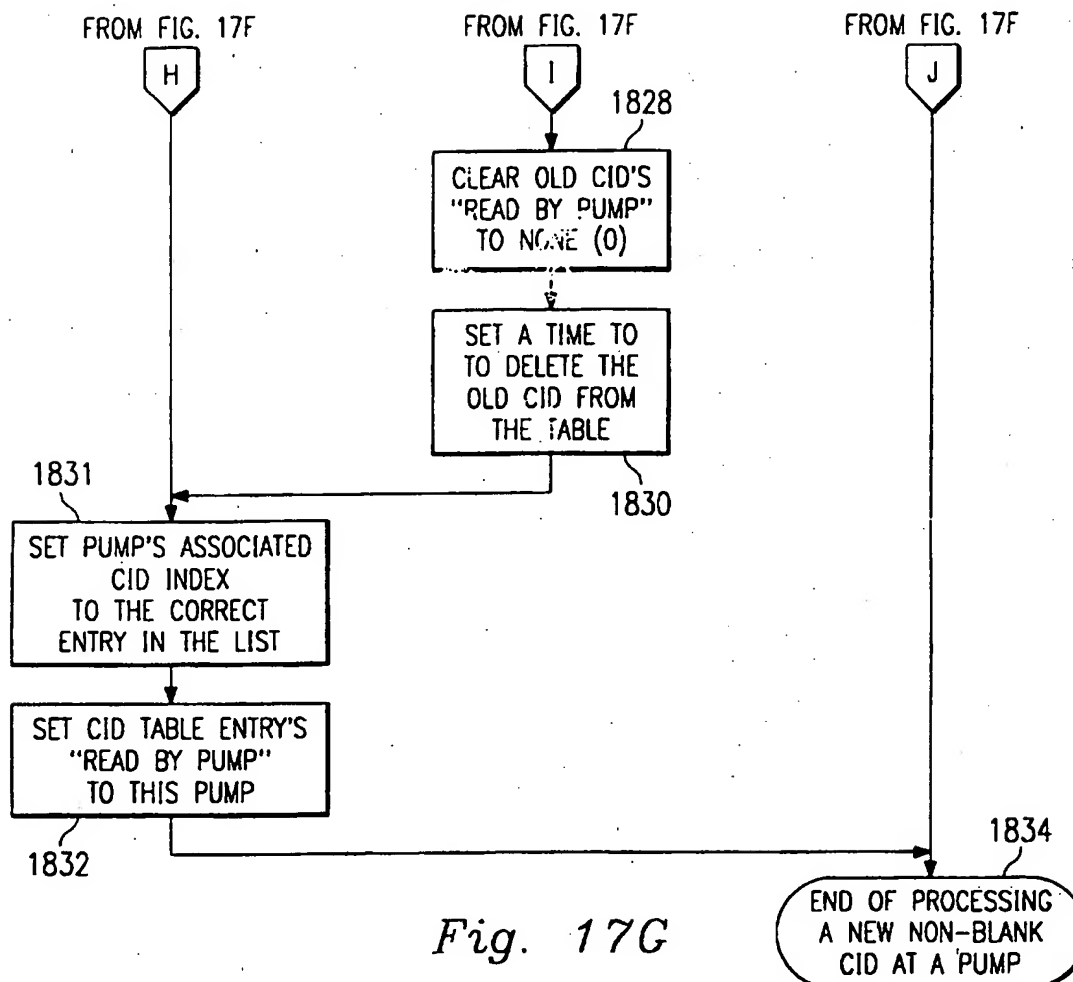 FROM FIG. 17F
H
FROM FIG. 17F
I
FROM FIG. 17F
J
1828
CLEAR OLD CID'S
"READ BY PUMP"
TO NONE (0)
SET A TIME TO
TO DELETE THE
OLD CID FROM
THE TABLE
1830
1831
SET PUMP'S ASSOCIATED
CID INDEX
TO THE CORRECT
ENTRY IN THE LIST
SET CID TABLE ENTRY'S
"READ BY PUMP"
TO THIS PUMP
1832
1834
END OF PROCESSING
A NEW NON-BLANK
CID AT A PUMP
Fig. 17G